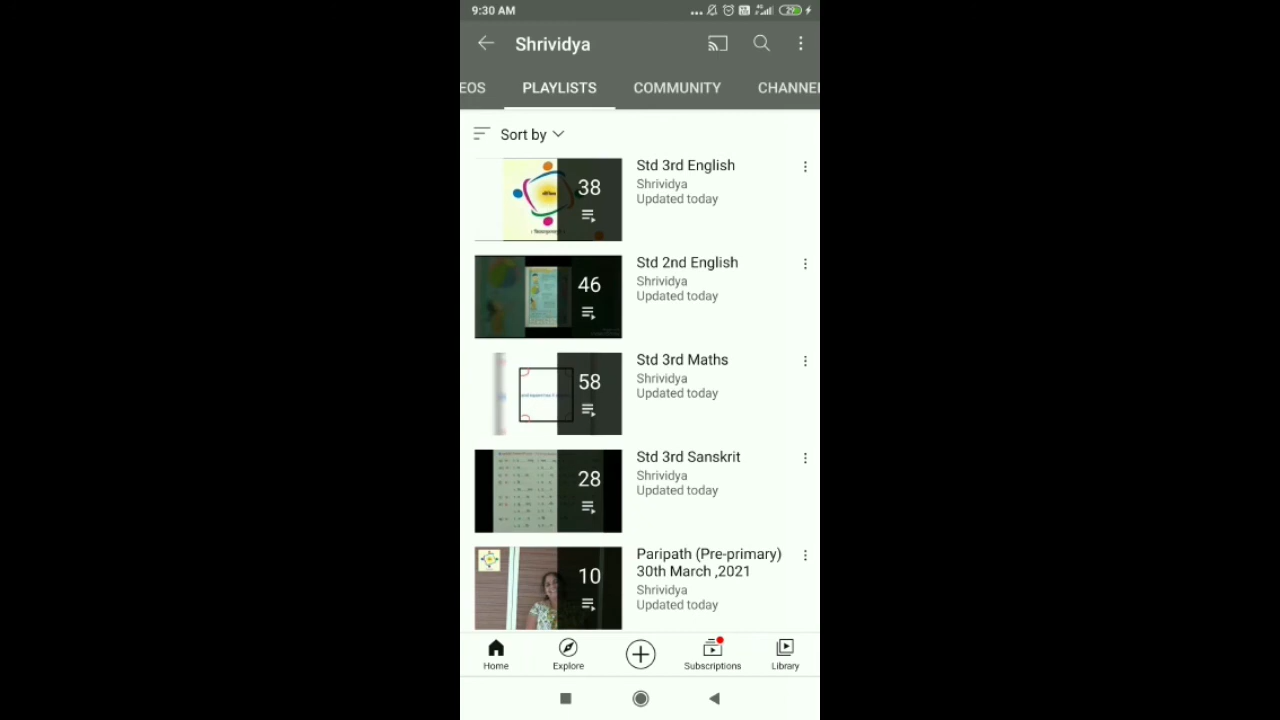 9:30 AM
4G
29
Shrividya
EOS PLAYLISTS COMMUNITY CHANNEL
Sort by
38
Std 3rd English
Shrividya
Updated today
46
Std 2nd English
Shrividya
Updated today
58
Std 3rd Maths
Shrividya
Updated today
28
Std 3rd Sanskrit
Shrividya
Updated today
10
Paripath (Pre-primary)
30th March ,2021
Shrividya
Updated today
Home Explore Subscriptions Library